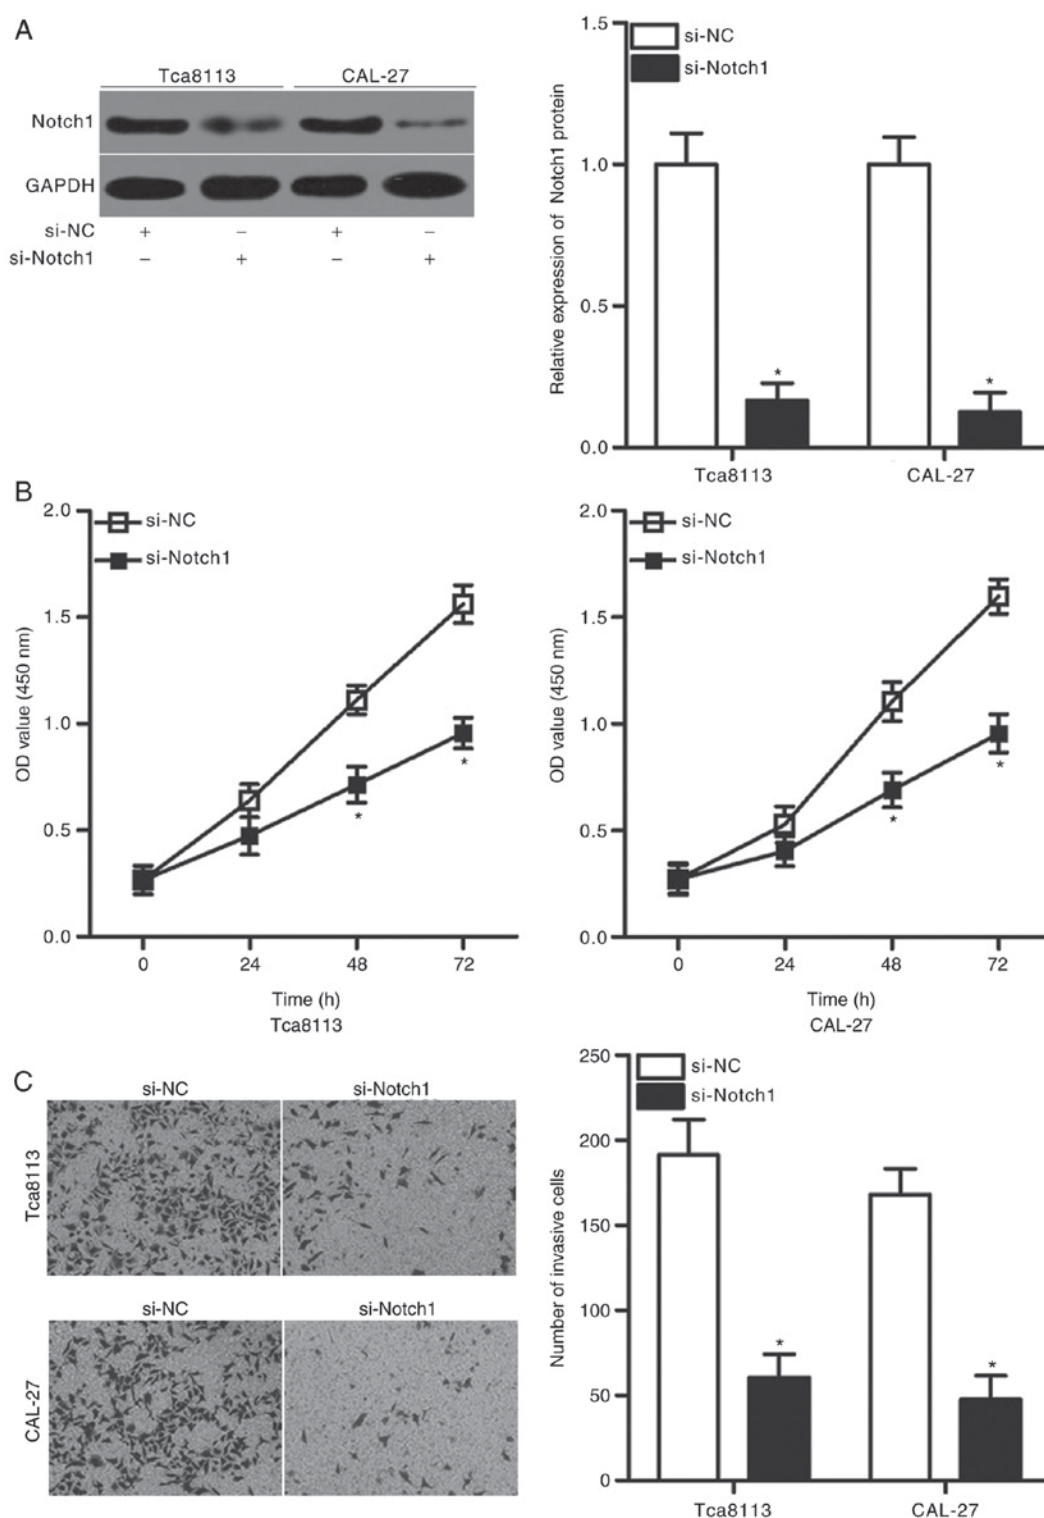 A
Tca8113 CAL-27
Notch1
GAPDH
si-NC + – + –
si-Notch1 – + – +
Relative expression of Notch1 protein
1.5
1.0
0.5
0.0
si-NC
si-Notch1
*
*
Tca8113 CAL-27
B
OD value (450 nm)
2.0
1.5
1.0
0.5
0.0
si-NC
si-Notch1
*
*
0 24 48 72
Time (h)
Tca8113
OD value (450 nm)
2.0
1.5
1.0
0.5
0.0
si-NC
si-Notch1
*
*
0 24 48 72
Time (h)
CAL-27
C
si-NC si-Notch1
Tca8113
si-NC si-Notch1
CAL-27
Number of invasive cells
250
200
150
100
50
0
si-NC
si-Notch1
*
*
Tca8113 CAL-27